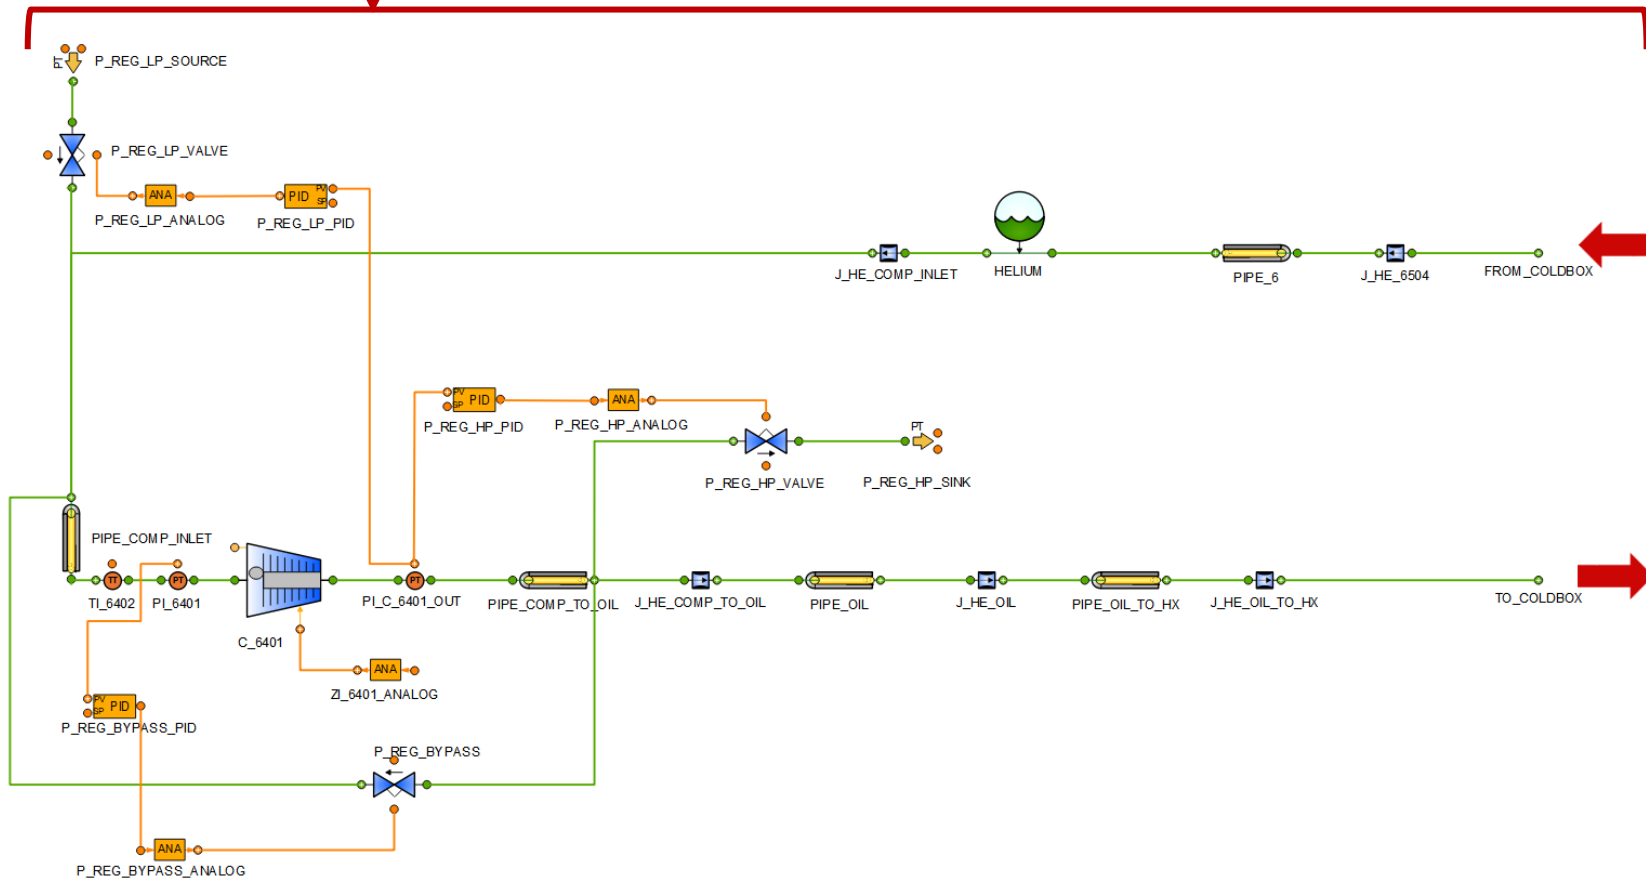 PT
P_REG_LP_SOURCE
P_REG_LP_VALVE
ANA
P_REG_LP_ANALOG
PID
PV
SP
P_REG_LP_PID
J_HE_COMP_INLET
HELIUM
PIPE_6
J_HE_6504
FROM_COLDBOX
PV
SP
PID
P_REG_HP_PID
ANA
P_REG_HP_ANALOG
P_REG_HP_VALVE
PT
P_REG_HP_SINK
PIPE_COMP_INLET
TT
TI_6402
PT
PI_6401
C_6401
PT
PI_C_6401_OUT
PIPE_COMP_TO_OIL
J_HE_COMP_TO_OIL
PIPE_OIL
J_HE_OIL
PIPE_OIL_TO_HX
J_HE_OIL_TO_HX
TO_COLDBOX
ANA
ZI_6401_ANALOG
PV
SP
PID
P_REG_BYPASS_PID
P_REG_BYPASS
ANA
P_REG_BYPASS_ANALOG